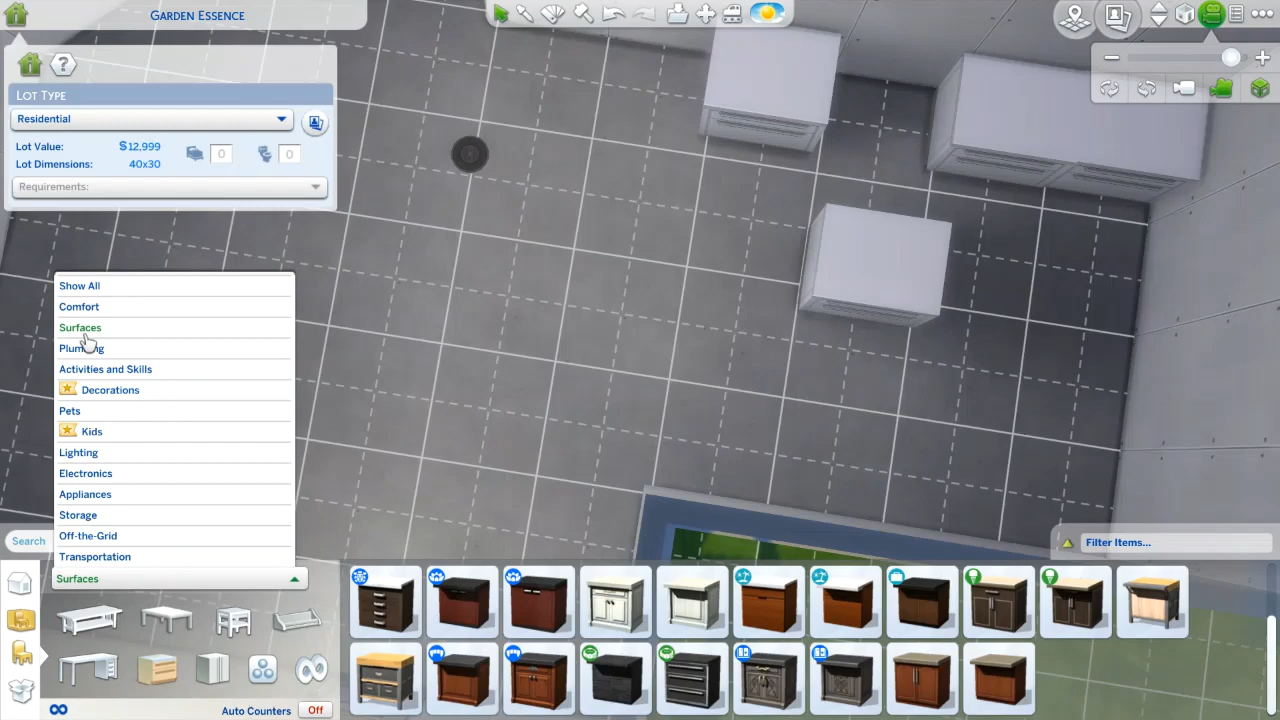 GARDEN ESSENCE
LOT TYPE
Residential
Lot Value: §12,999
0
0
Lot Dimensions: 40x30
Requirements:
Show All
Comfort
Surfaces
Plumbing
Activities and Skills
Decorations
Pets
Kids
Lighting
Electronics
Appliances
Storage
Off-the-Grid
Transportation
Search
Filter Items...
Surfaces
Auto Counters Off